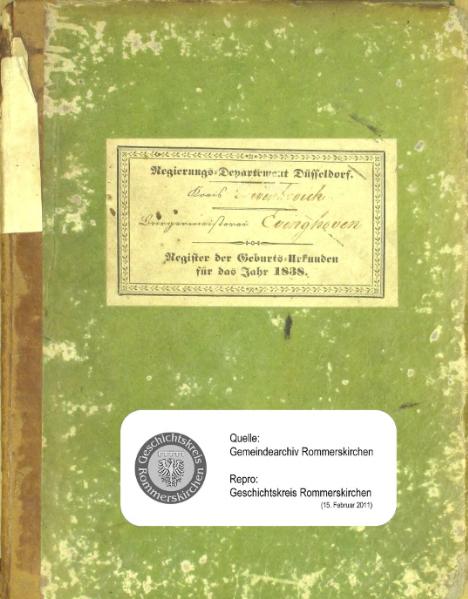 Regierungs-Departement Düsseldorf.
Kreis
Bürgermeisterei Evinghoven
Register der Geburts-Urkunden
für das Jahr 1838.
Geschichtskreis
Rommerskirchen
Quelle:
Gemeindearchiv Rommerskirchen
Repro:
Geschichtskreis Rommerskirchen
(15. Februar 2011)